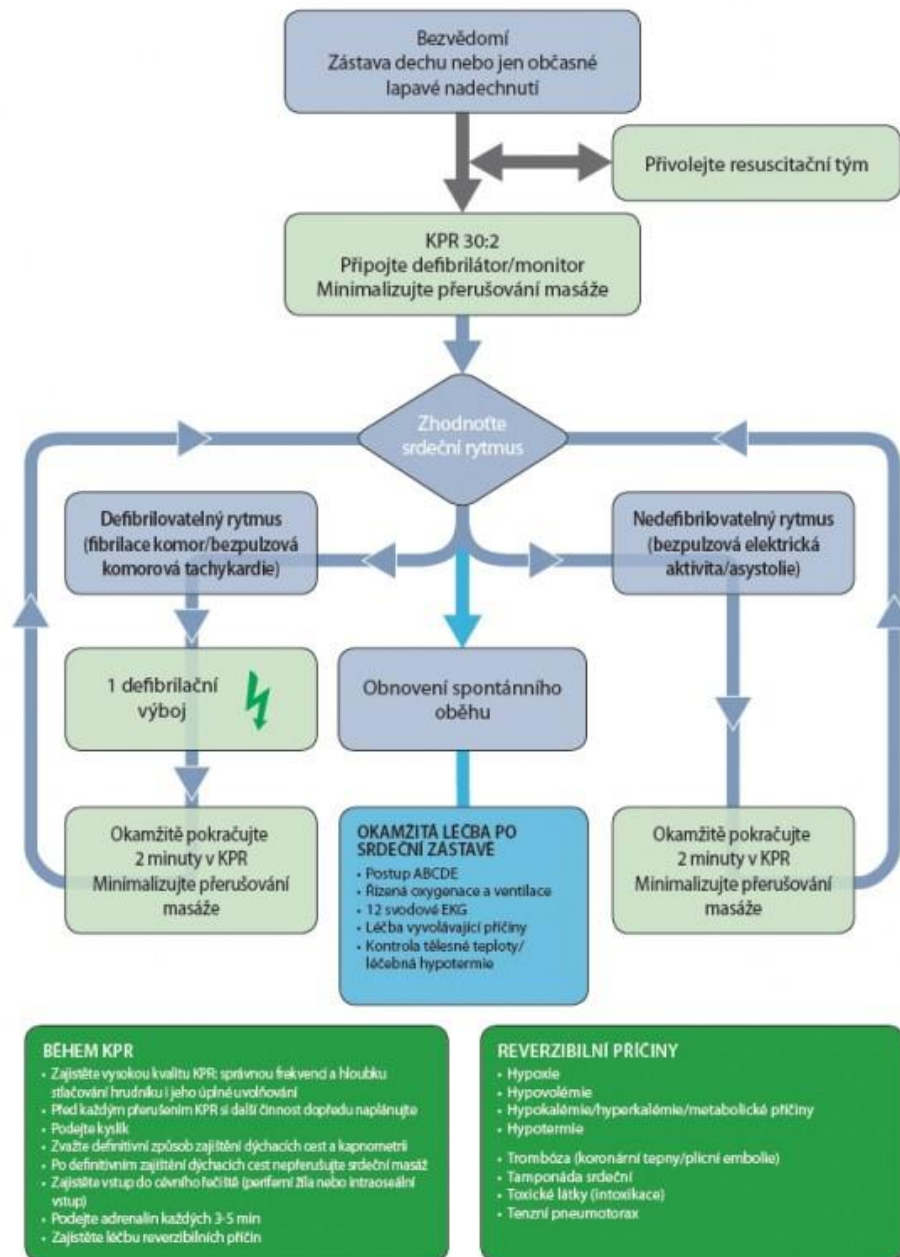 Bezvědomí
Zástava dechu nebo jen občasné
lapavé nadechnutí
Přivolejte resuscitační tým
KPR 30:2
Připojte defibrilátor/monitor
Minimalizujte přerušování masáže
Zhodnoťte
srdeční rytmus
Defibrilovatelný rytmus
(fibrilace komor/bezpulzová
komorová tachykardie)
Nedefibrilovatelný rytmus
(bezpulzová elektrická
aktivita/asystolie)
1 defibrilační
výboj
Obnovení spontánního
oběhu
Okamžitě pokračujte
2 minuty v KPR
Minimalizujte přerušování
masáže
OKAMŽITÁ LÉČBA PO
SRDEČNÍ ZÁSTAVĚ
• Postup ABCDE
• Řízená oxygenace a ventilace
• 12 svodové EKG
• Léčba vyvolávající příčiny
• Kontrola tělesné teploty/
léčebná hypotermie
Okamžitě pokračujte
2 minuty v KPR
Minimalizujte přerušování
masáže
BĚHEM KPR
• Zajistěte vysokou kvalitu KPR: správnou frekvenci a hloubku
stlačování hrudníku i jeho úplné uvolňování
• Před každým přerušením KPR si další činnost dopředu naplánujte
• Podejte kyslík
• Zvažte definitivní způsob zajištění dýchacích cest a kapnometrii
• Po definitivním zajištění dýchacích cest nepřerušujte srdeční masáž
• Zajistěte vstup do cévního řečiště (periferní žíla nebo intraoseální
vstup)
• Podejte adrenalin každých 3-5 min
• Zajistěte léčbu reverzibilních příčin
REVERZIBILNÍ PŘÍČINY
• Hypoxie
• Hypovolémie
• Hypokalémie/hyperkalémie/metabolické příčiny
• Hypotermie
• Trombóza (koronární tepny/plicní embolie)
• Tamponáda srdeční
• Toxické látky (intoxikace)
• Tenzní pneumotorax